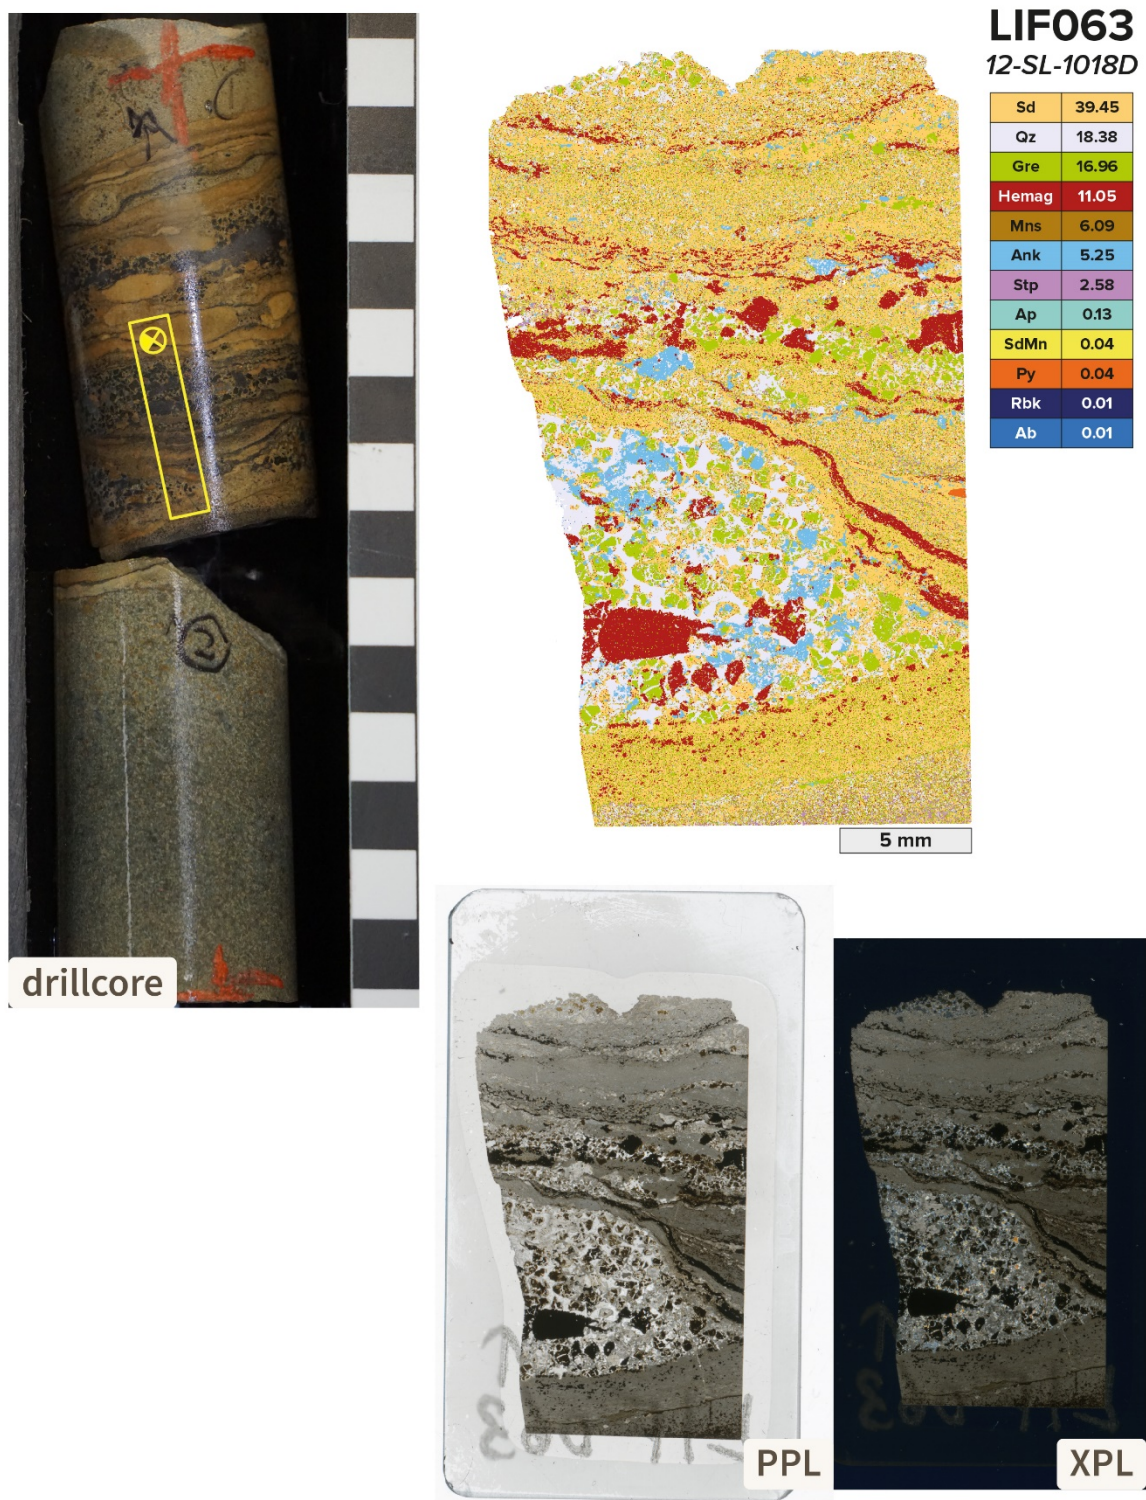 LIF063
12-SL-1018D
Sd 39.45
Qz 18.38
Gre 16.96
Hemag 11.05
Mns 6.09
Ank 5.25
Stp 2.58
Ap 0.13
SdMn 0.04
Py 0.04
Rbk 0.01
Ab 0.01
5 mm
drillcore
PPL
XPL
LIF 063